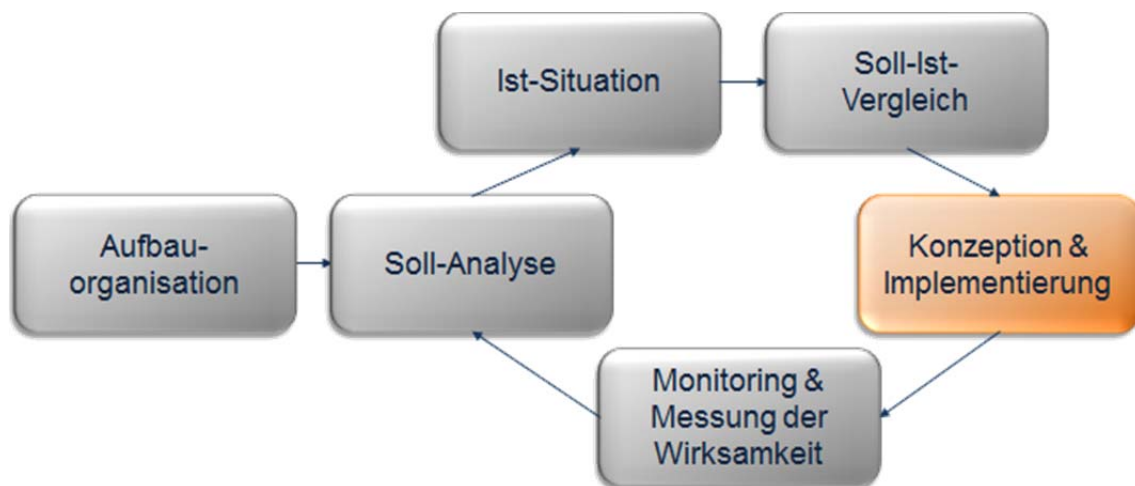 Ist-Situation
Soll-Ist-
Vergleich
Aufbau-
organisation
Soll-Analyse
Konzeption &
Implementierung
Monitoring &
Messung der
Wirksamkeit